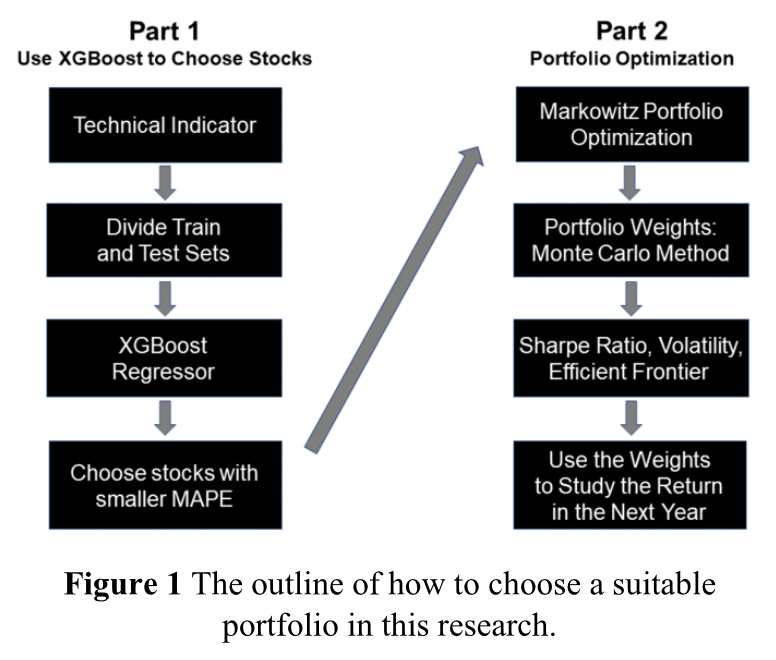 Part 1
Use XGBoost to Choose Stocks
Technical Indicator
Divide Train
and Test Sets
XGBoost
Regressor
Choose stocks with
smaller MAPE
Part 2
Portfolio Optimization
Markowitz Portfolio
Optimization
Portfolio Weights:
Monte Carlo Method
Sharpe Ratio, Volatility,
Efficient Frontier
Use the Weights
to Study the Return
in the Next Year
Figure 1 The outline of how to choose a suitable
portfolio in this research.